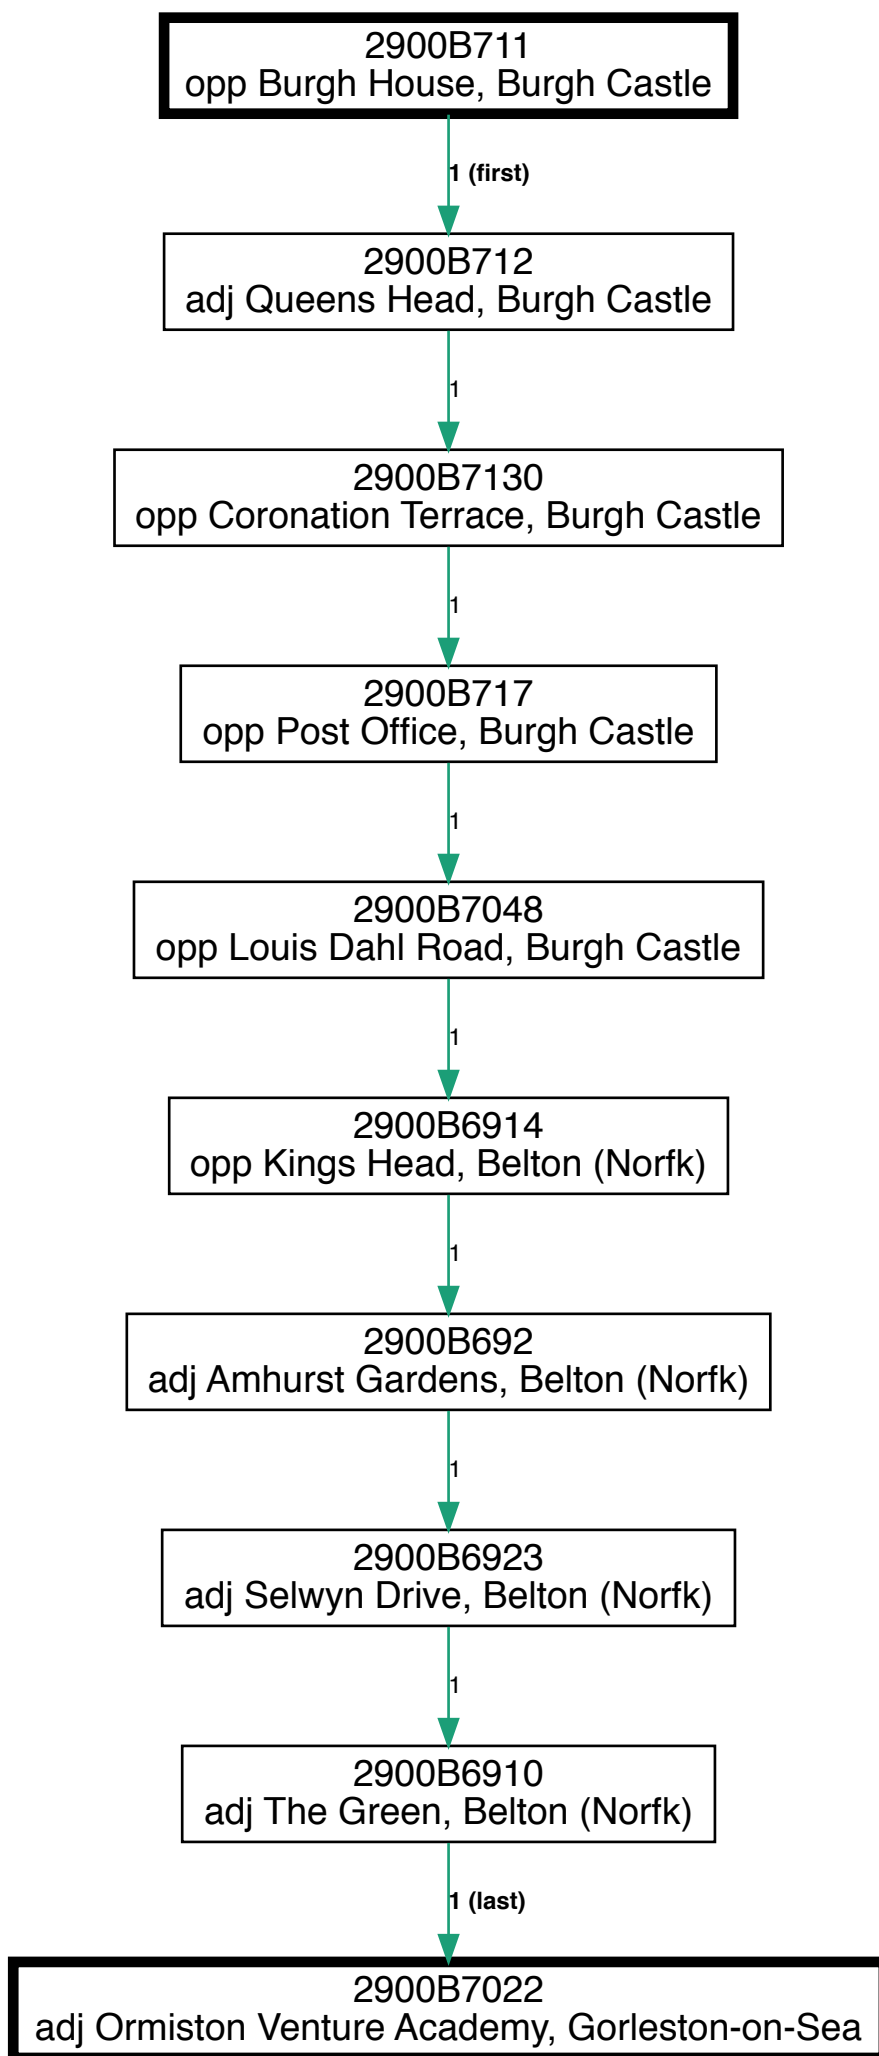 2900B711
opp Burgh House, Burgh Castle
1 (first)
2900B712
adj Queens Head, Burgh Castle
1
2900B7130
opp Coronation Terrace, Burgh Castle
1
2900B717
opp Post Office, Burgh Castle
1
2900B7048
opp Louis Dahl Road, Burgh Castle
1
2900B6914
opp Kings Head, Belton (Norfk)
1
2900B692
adj Amhurst Gardens, Belton (Norfk)
1
2900B6923
adj Selwyn Drive, Belton (Norfk)
1
2900B6910
adj The Green, Belton (Norfk)
1 (last)
2900B7022
adj Ormiston Venture Academy, Gorleston-on-Sea